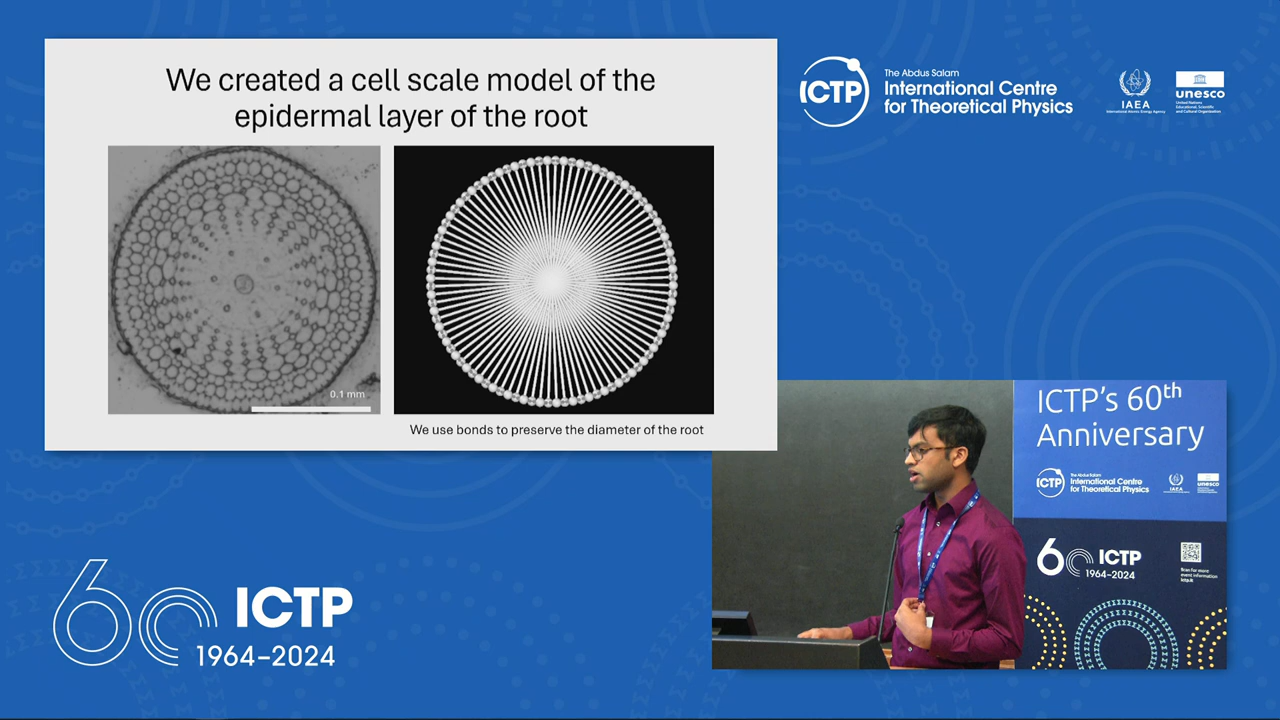 We created a cell scale model of the
epidermal layer of the root
0.1 mm
We use bonds to preserve the diameter of the root
ICTP
The Abdus Salam
International Centre
for Theoretical Physics
IAEA
International Atomic Energy Agency
unesco
United Nations
Educational, Scientific
and Cultural Organization
ICTP's 60th
Anniversary
ICTP
The Abdus Salam
International Centre
for Theoretical Physics
IAEA
unesco
60 ICTP
1964-2024
Scan for more
event information
ictp.it
60 ICTP
1964-2024